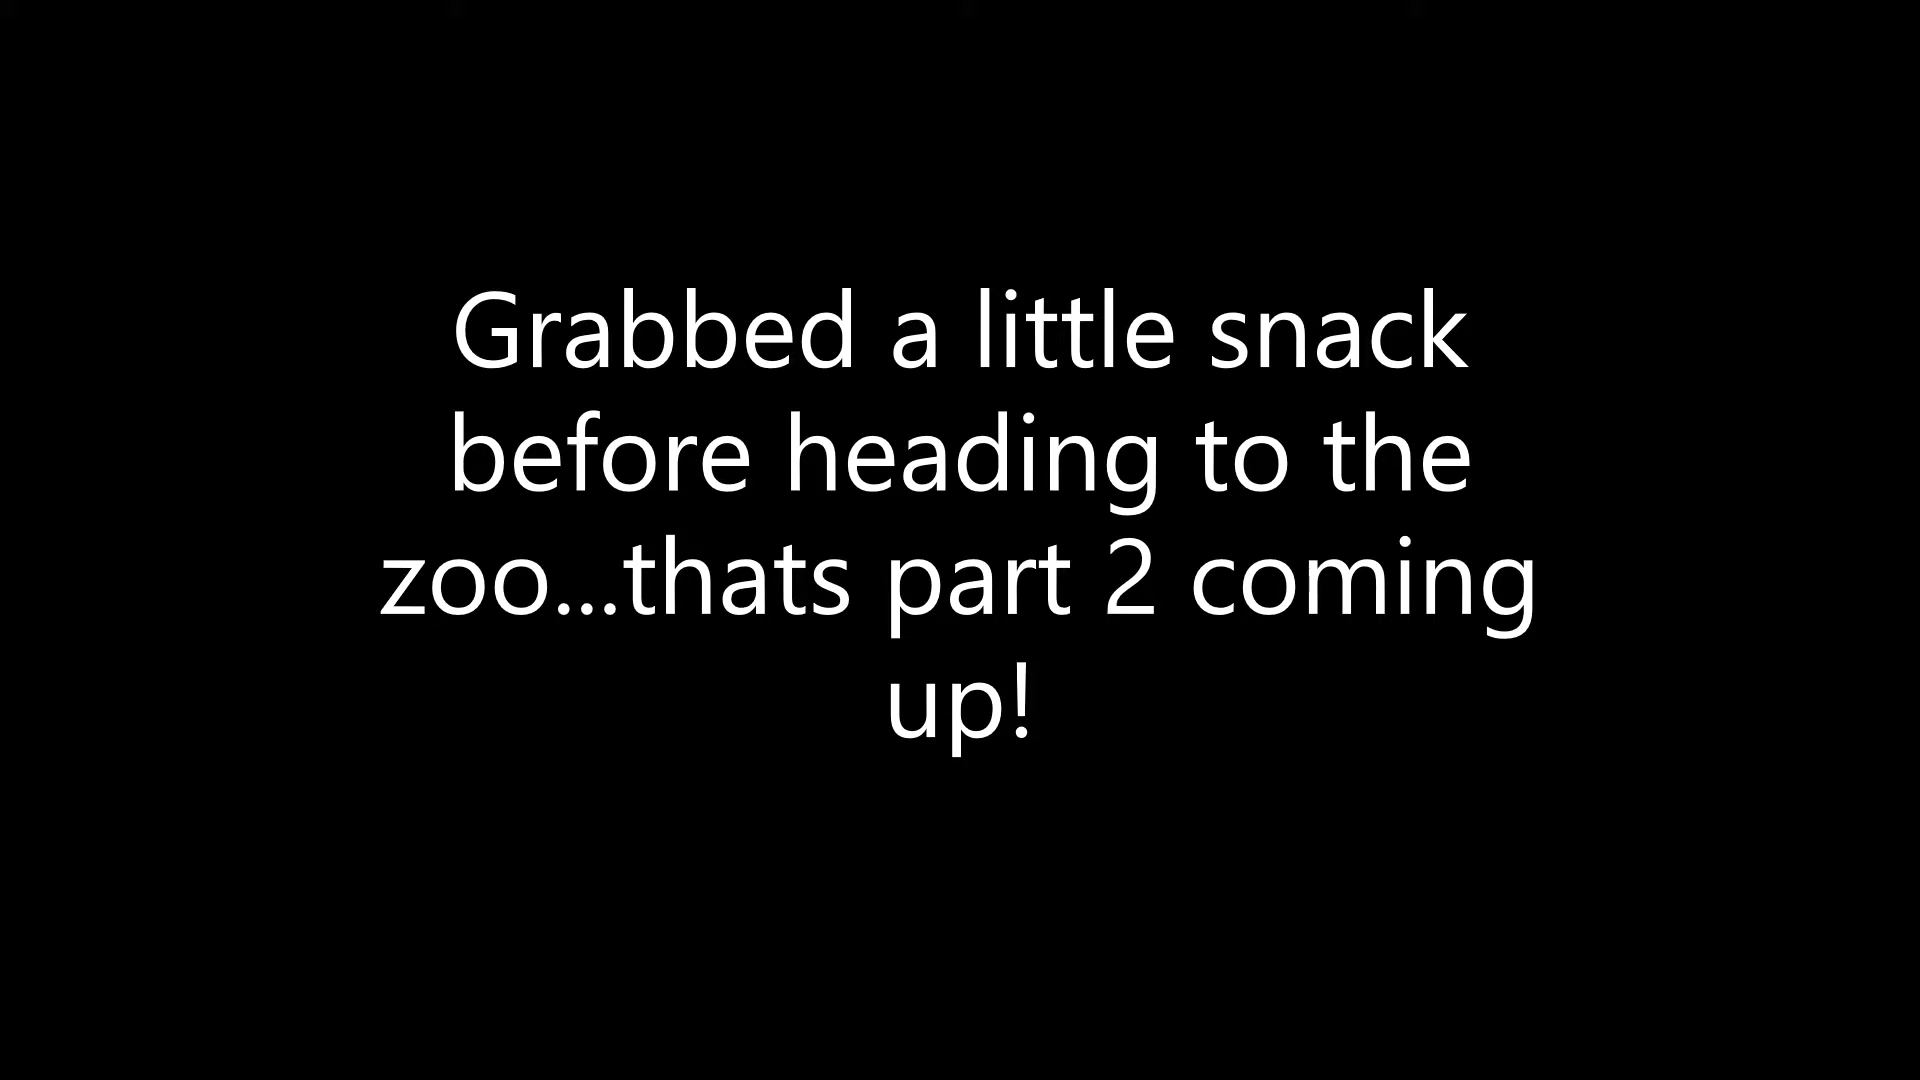 Grabbed a little snack
before heading to the
zoo...thats part 2 coming
up!